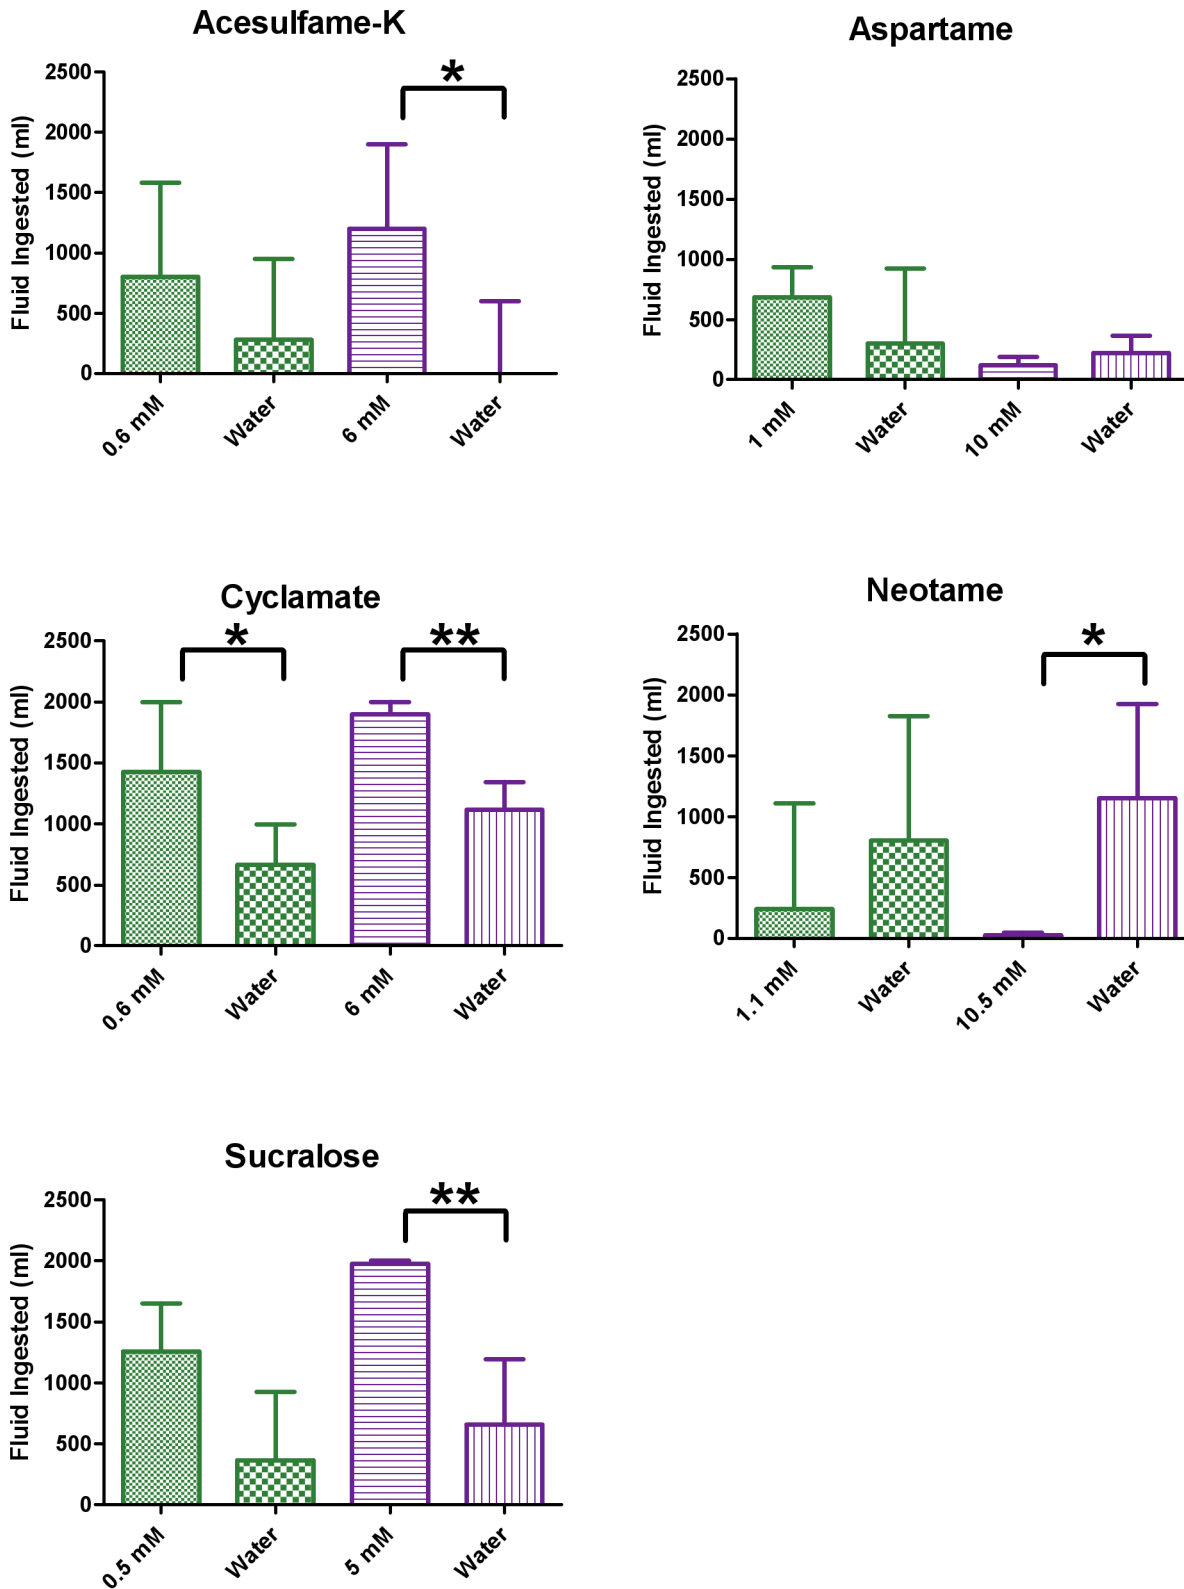 Acesulfame-K
Fluid Ingested (ml)
2500
2000
1500
1000
500
0
*
0.6 mM
Water
6 mM
Water
Aspartame
Fluid Ingested (ml)
2500
2000
1500
1000
500
0
1 mM
Water
10 mM
Water
Cyclamate
Fluid Ingested (ml)
2500
2000
1500
1000
500
0
*
**
0.6 mM
Water
6 mM
Water
Neotame
Fluid Ingested (ml)
2500
2000
1500
1000
500
0
*
1.1 mM
Water
10.5 mM
Water
Sucralose
Fluid Ingested (ml)
2500
2000
1500
1000
500
0
**
0.5 mM
Water
5 mM
Water